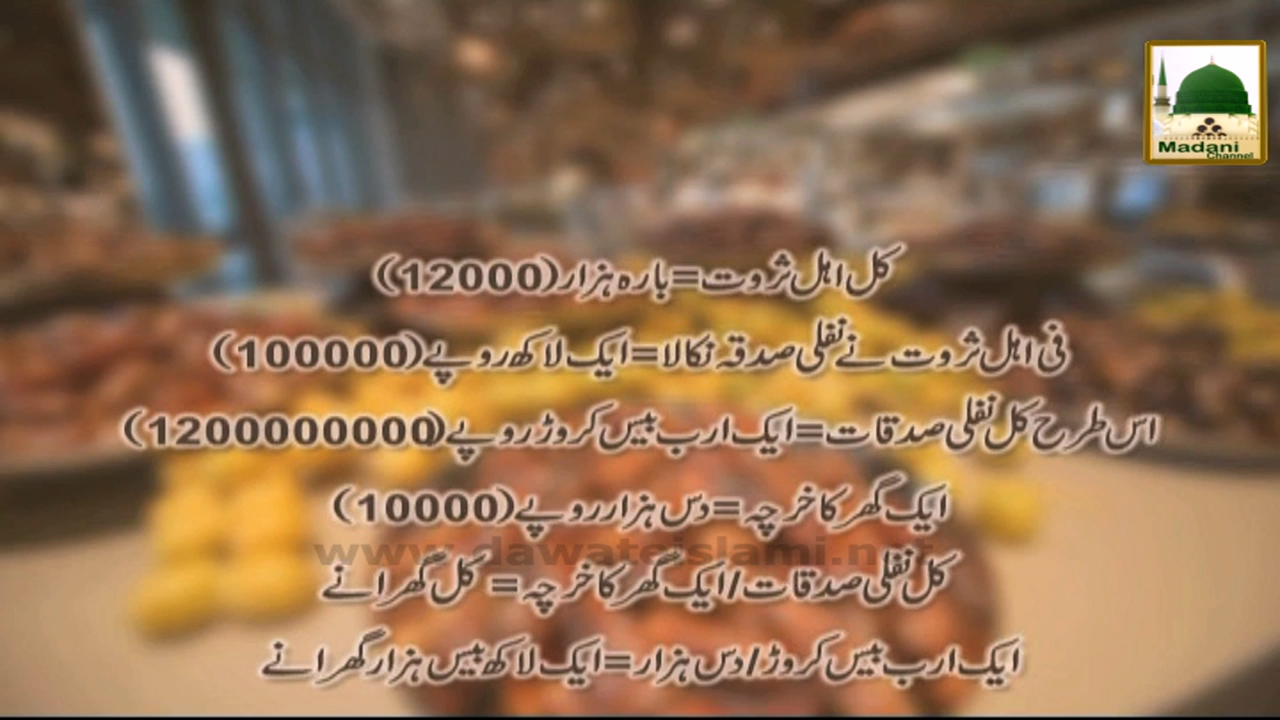 Madani
Channel
کل اہل ثروت=بارہ ہزار(12000)
فی اہل ثروت نے نفلی صدقہ نکالا=ایک لاکھ روپے(100000)
اس طرح کل نفلی صدقات=ایک ارب بیس کروڑ روپے(1200000000)
ایک گھر کا خرچہ=دس ہزار روپے(10000)
www.dawateislami.net
کل نفلی صدقات/ایک گھر کا خرچہ= کل گھرانے
ایک ارب بیس کروڑ/دس ہزار=ایک لاکھ بیس ہزار گھرانے